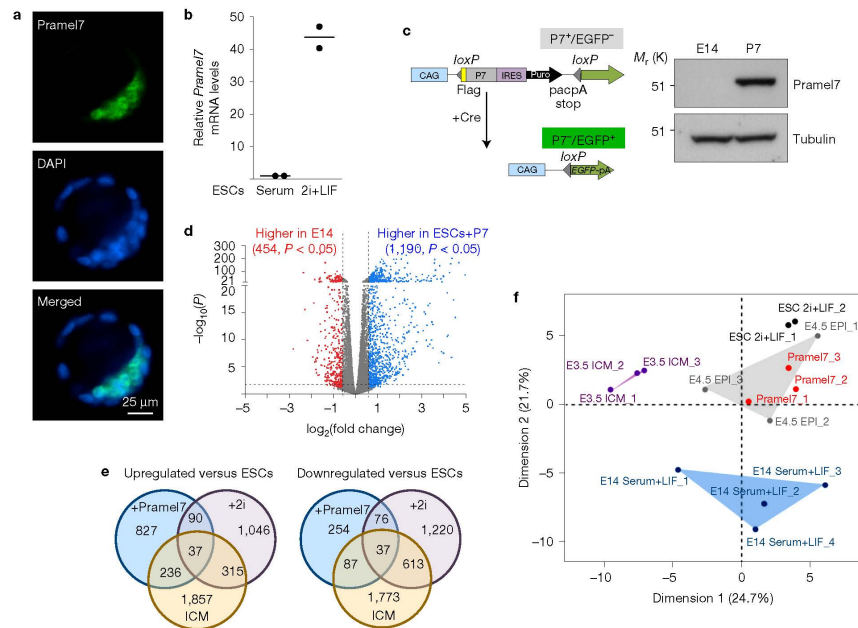 a
Pramel7
DAPI
Merged
25 μm
b
Relative Pramel7
mRNA levels
50
40
30
20
10
ESCs
Serum
2i+LIF
c
P7⁺/EGFP⁻
loxP
loxP
CAG
P7
IRES
Puro
Flag
pacpA
stop
+Cre
P7⁻/EGFP⁺
loxP
CAG
EGFP-pA
Mr (K)
E14
P7
51
Pramel7
51
Tubulin
d
Higher in E14
(454, P < 0.05)
Higher in ESCs+P7
(1,190, P < 0.05)
–log10(P)
300
200
100
21
20
15
10
5
–5
–3
–1
1
3
5
log2(fold change)
e
Upregulated versus ESCs
+Pramel7
+2i
827
90
1,046
37
236
315
1,857
ICM
Downregulated versus ESCs
+Pramel7
+2i
254
76
1,220
37
87
613
1,773
ICM
f
Dimension 2 (21.7%)
5
0
–5
–10
ESC 2i+LIF_2
E4.5 EPI_1
ESC 2i+LIF_1
E3.5 ICM_2
E3.5 ICM_3
Pramel7_3
E4.5 EPI_3
Pramel7_2
E3.5 ICM_1
Pramel7_1
E4.5 EPI_2
E14 Serum+LIF_1
E14 Serum+LIF_3
E14 Serum+LIF_2
E14 Serum+LIF_4
–10
–5
0
5
Dimension 1 (24.7%)